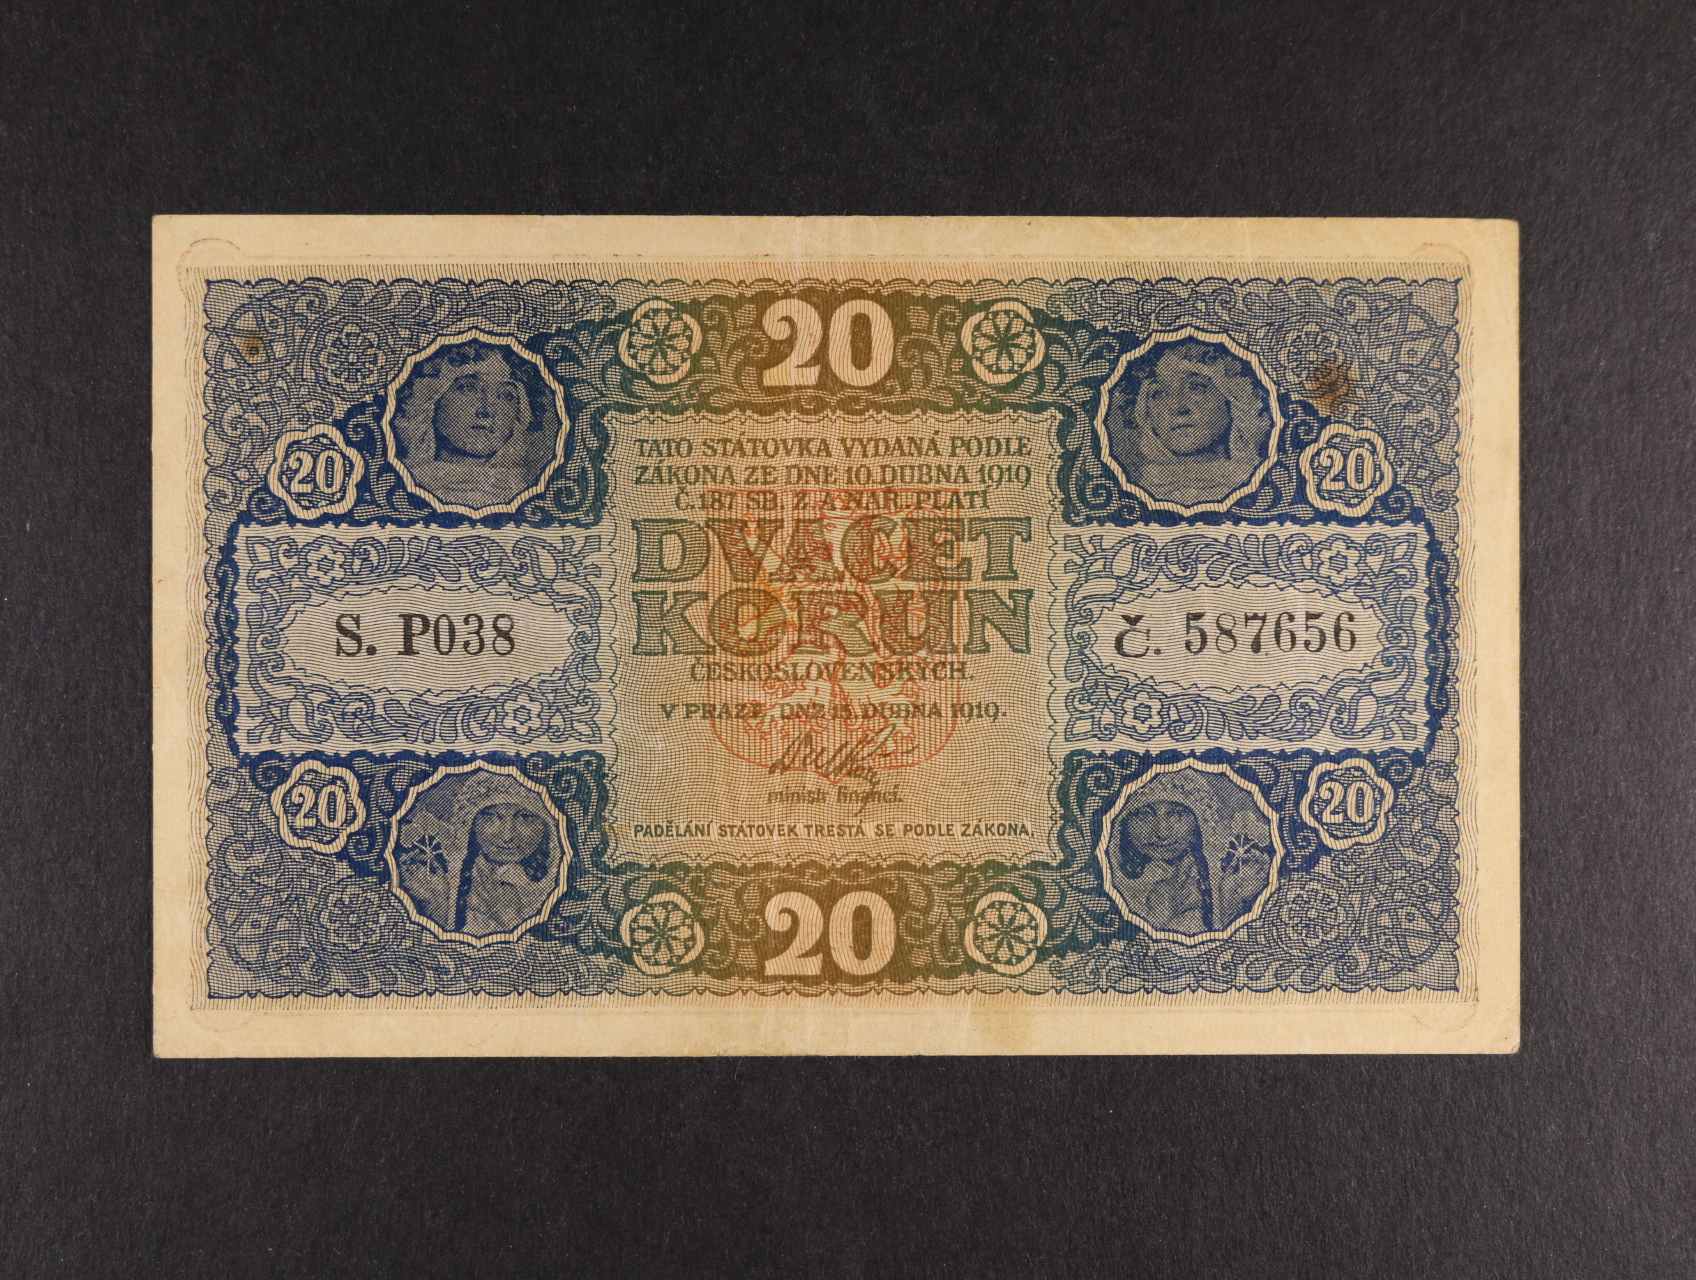 20
TATO STÁTOVKA VYDANÁ PODLE
ZÁKONA ZE DNE 10. DUBNA 1919
Č. 187. SB. Z. A NAŘ. PLATÍ
20
20
DVACET
S. P038
KORUN
Č. 587656
ČESKOSLOVENSKÝCH.
V PRAZE, DNE 15. DUBNA 1919.
ministr financí.
20
20
PADĚLÁNÍ STÁTOVEK TRESTÁ SE PODLE ZÁKONA.
20